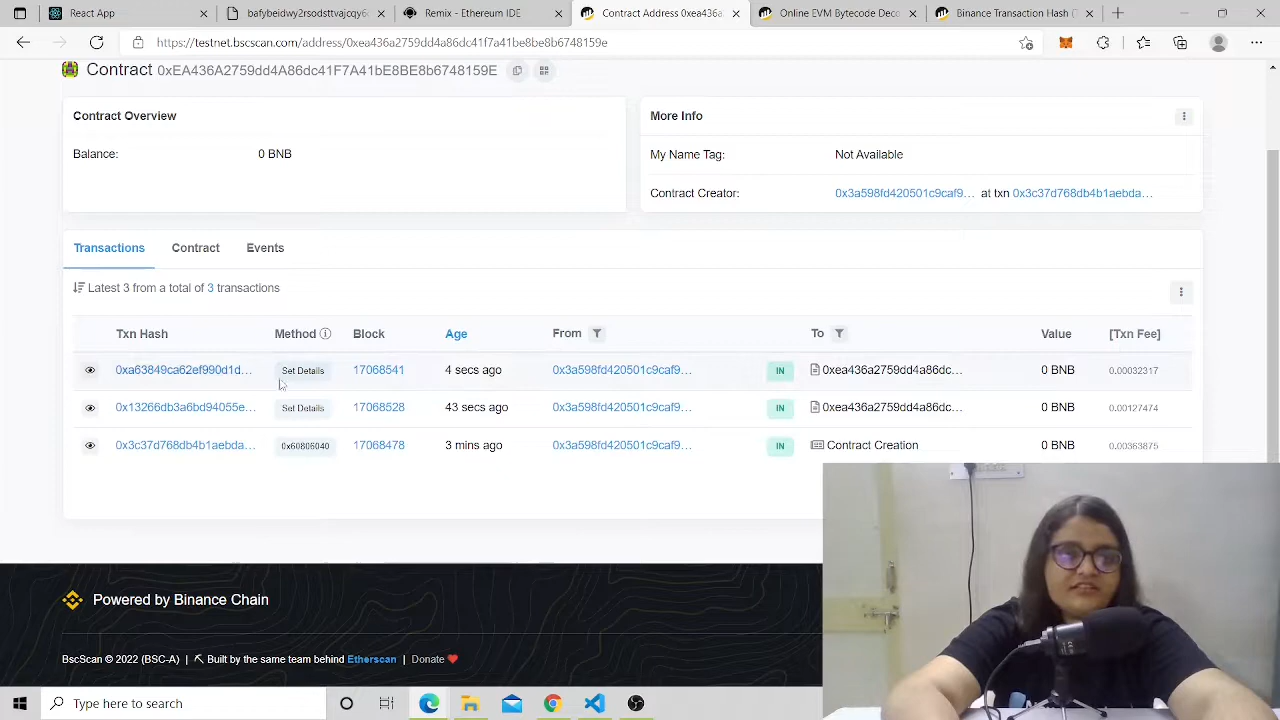 React App
bafybeidwy2rsodstvajcqy6c
Remix - Ethereum IDE
Contract Address 0xea436a
Online EVM Bytecode Deco
Binance Transaction Hash (T
https://testnet.bscscan.com/address/0xea436a2759dd4a86dc41f7a41be8be8b6748159e
Contract 0xEA436A2759dd4A86dc41F7A41bE8BE8b6748159E
Contract Overview
Balance: 0 BNB
More Info
My Name Tag: Not Available
Contract Creator: 0x3a598fd420501c9caf9... at txn 0x3c37d768db4b1aebda...
Transactions Contract Events
Latest 3 from a total of 3 transactions
Txn Hash Method Block Age From To Value [Txn Fee]
0xa63849ca62ef990d1d... Set Details 17068541 4 secs ago 0x3a598fd420501c9caf9... IN 0xea436a2759dd4a86dc... 0 BNB 0.00032317
0x13266db3a6bd94055e... Set Details 17068528 43 secs ago 0x3a598fd420501c9caf9... IN 0xea436a2759dd4a86dc... 0 BNB 0.00127474
0x3c37d768db4b1aebda... 0x60806040 17068478 3 mins ago 0x3a598fd420501c9caf9... IN Contract Creation 0 BNB 0.00363875
Powered by Binance Chain
BscScan © 2022 (BSC-A) | Built by the same team behind Etherscan | Donate
Type here to search